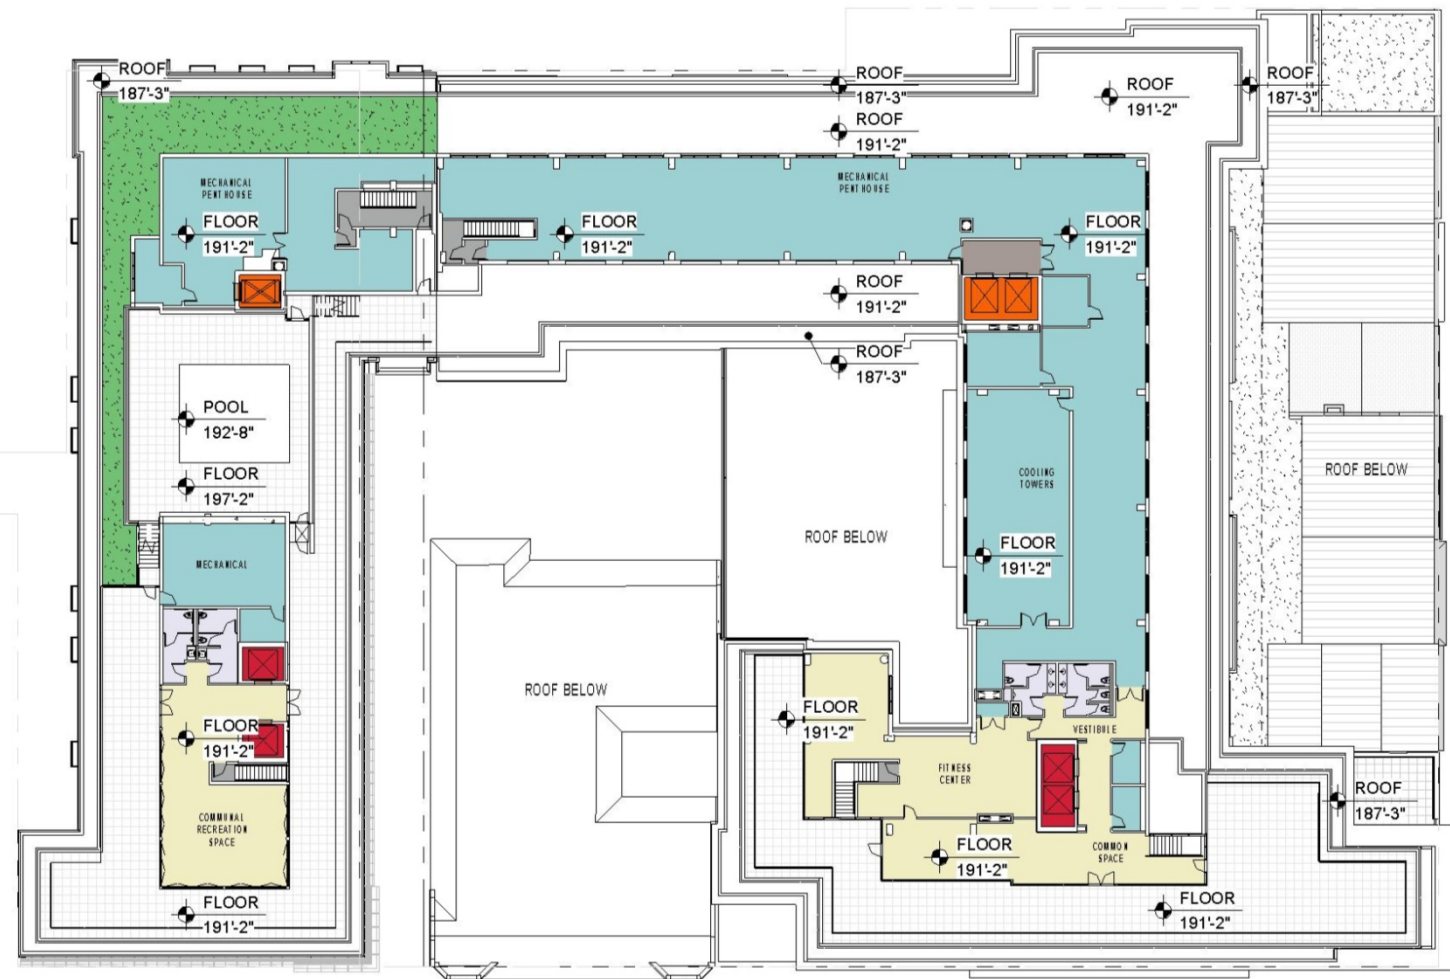 ROOF
187'-3"
ROOF
187'-3"
ROOF
191'-2"
ROOF
191'-2"
ROOF
187'-3"
MECHANICAL
PENTHOUSE
FLOOR
191'-2"
MECHANICAL
PENTHOUSE
FLOOR
191'-2"
FLOOR
191'-2"
ROOF
191'-2"
ROOF
187'-3"
POOL
192'-8"
FLOOR
197'-2"
COOLING
TOWERS
ROOF BELOW
ROOF BELOW
FLOOR
191'-2"
MECHANICAL
ROOF BELOW
FLOOR
191'-2"
FLOOR
191'-2"
VESTIBULE
FITNESS
CENTER
ROOF
187'-3"
COMMUNAL
RECREATION
SPACE
FLOOR
191'-2"
COMMON
SPACE
FLOOR
191'-2"
FLOOR
191'-2"